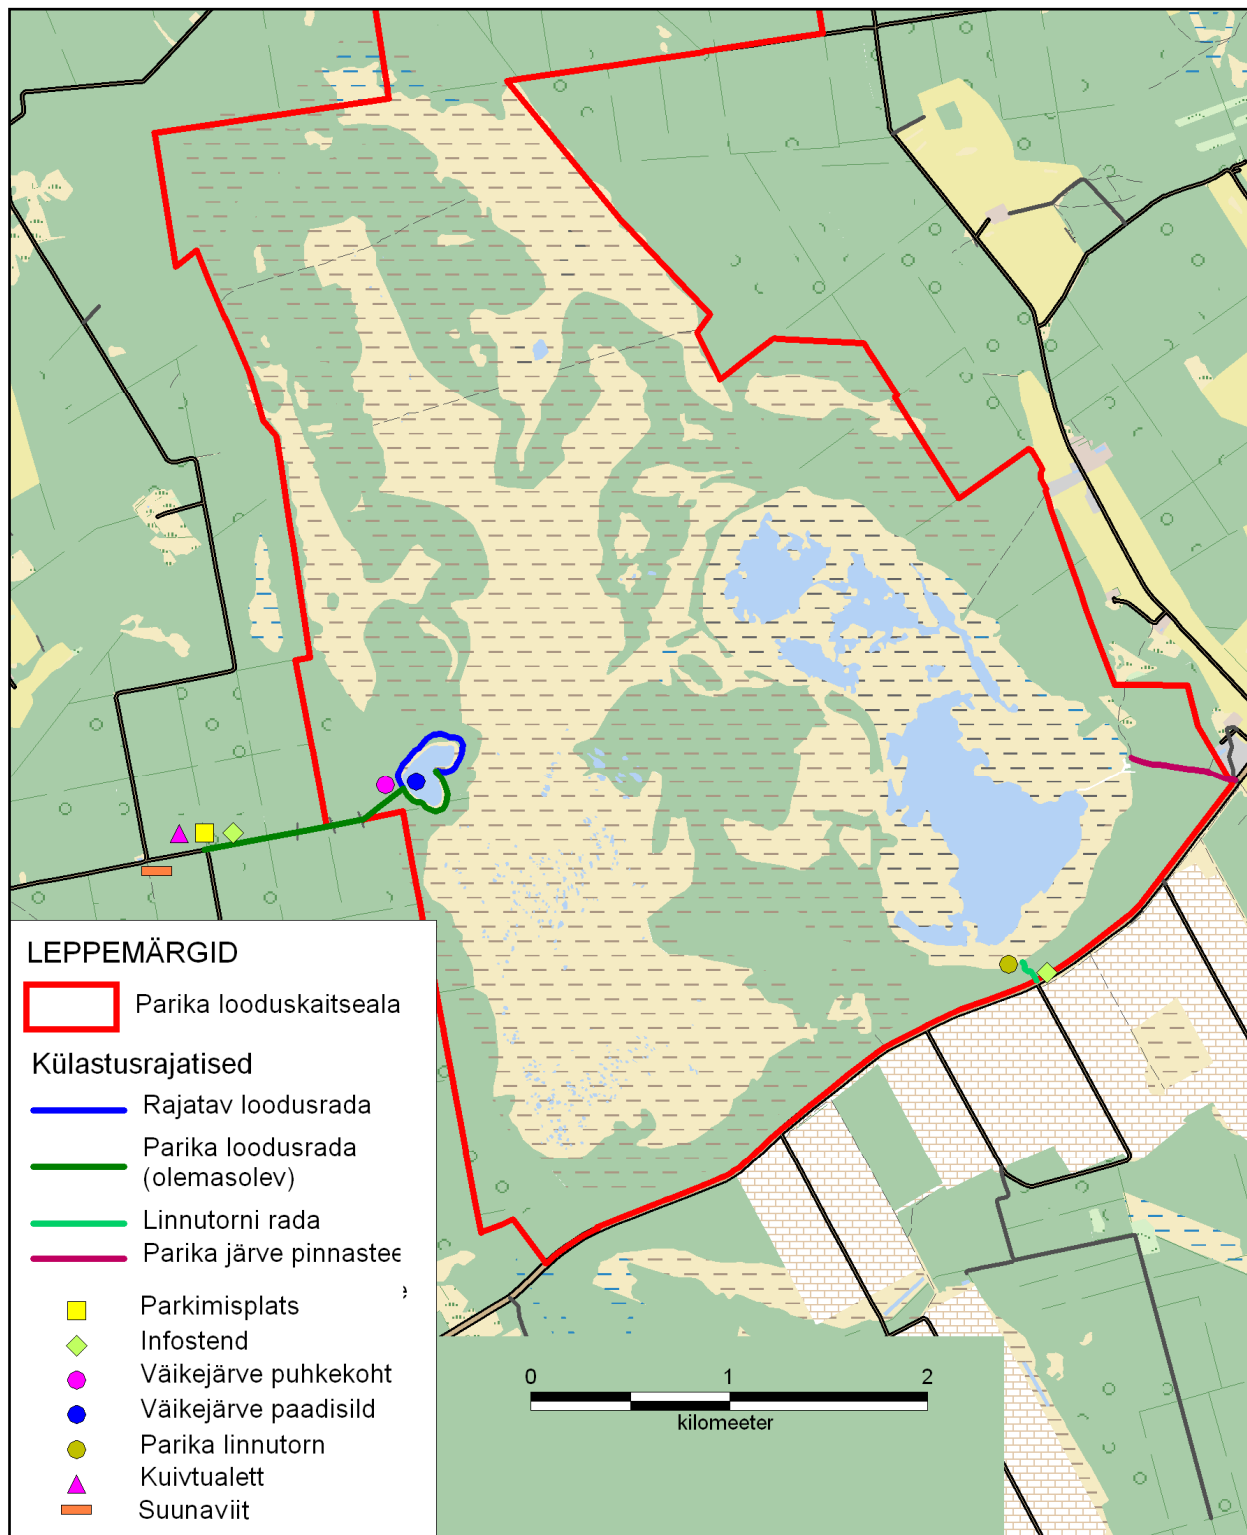 LEPPEMÄRGID
Parika looduskaitseala
Külastusrajatised
Rajatav loodusrada
Parika loodusrada
(olemasolev)
Linnutorni rada
Parika järve pinnastee
Parkimisplats
Infostend
Väikejärve puhkekoht
Väikejärve paadisild
Parika linnutorn
Kuivtualett
Suunaviit
0 1 2
kilomeeter